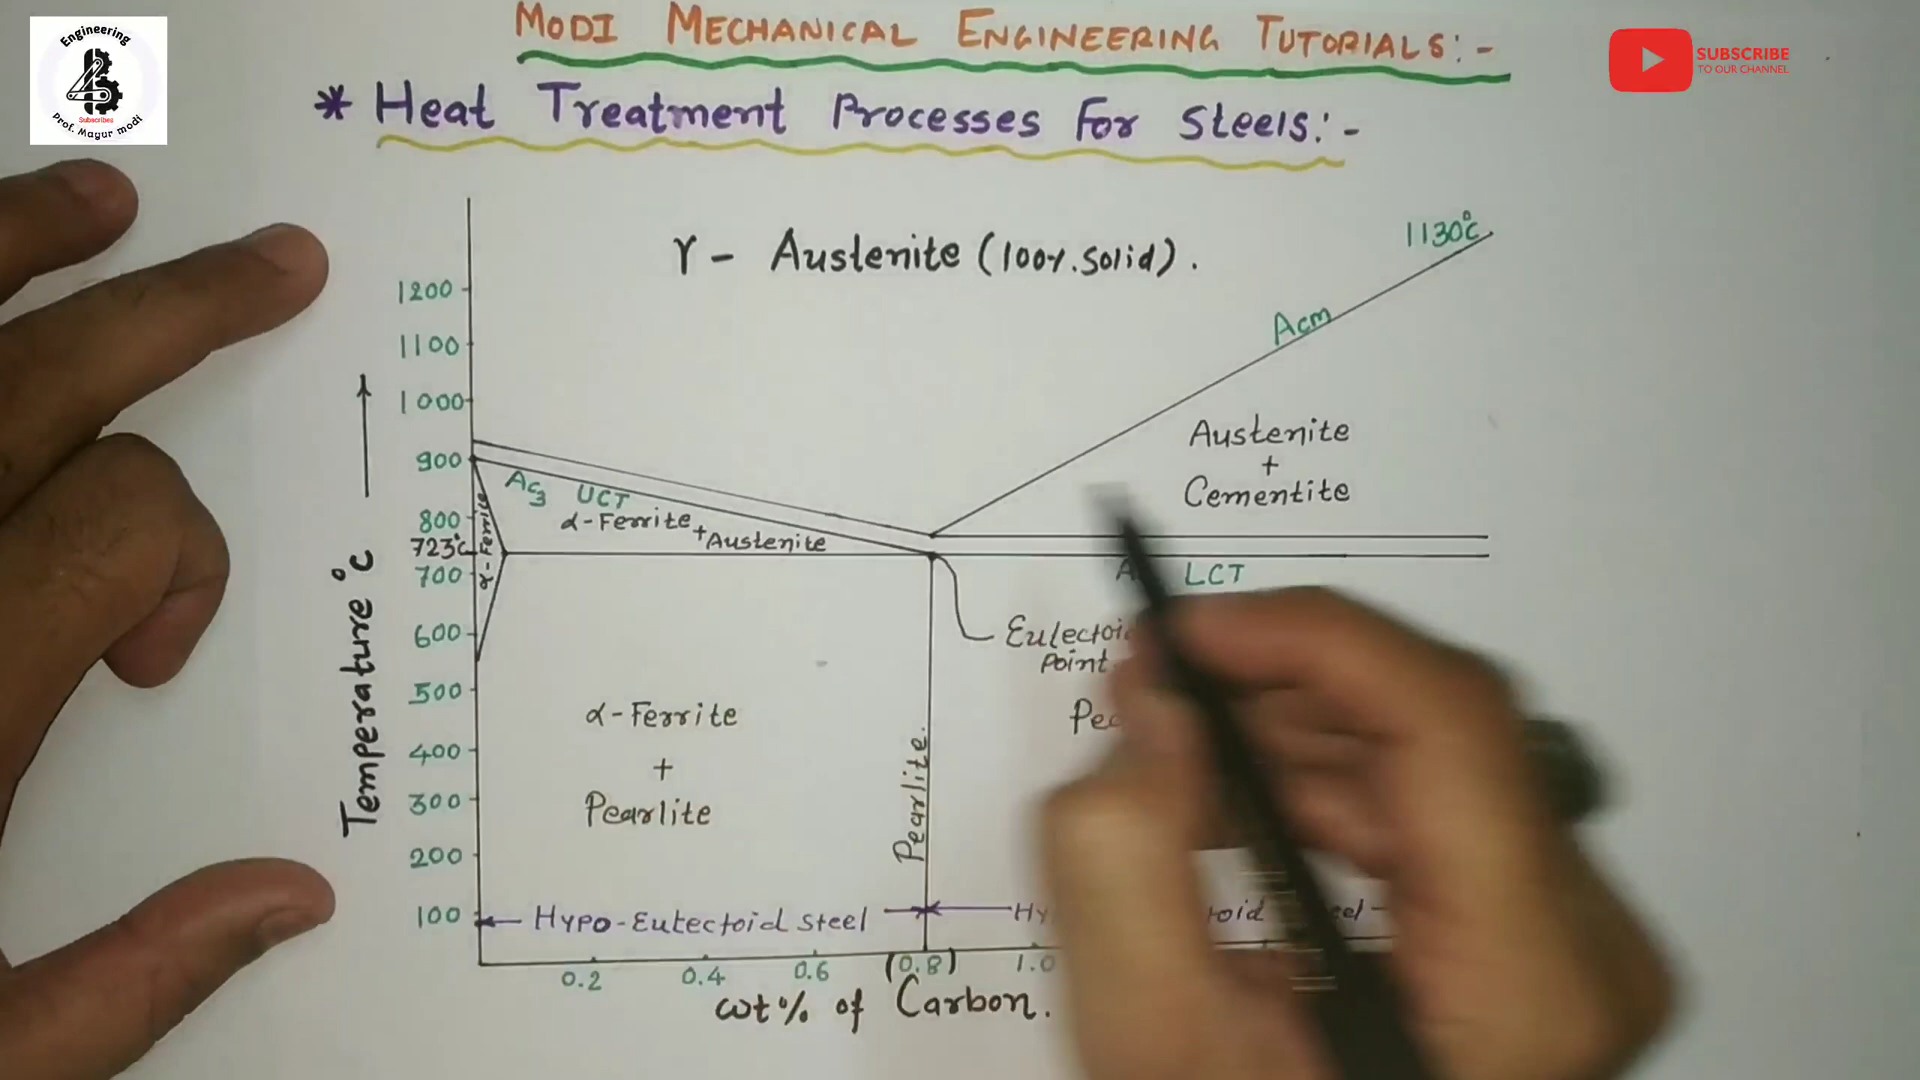 MODI MECHANICAL ENGINEERING TUTORIALS:-
Engineering
Subscribes
Prof. Mayur modi
SUBSCRIBE
TO OUR CHANNEL
* Heat Treatment Processes For Steels:-
γ - Austenite (100%.Solid).
1130°C
Acm
1200
1100
1000
900
800
723°C
700
600
500
400
300
200
100
Temperature °C
AC3 UCT
α-Ferrite + Austenite
α-Ferrite
Austenite
+
Cementite
LCT
Point
α-Ferrite
+
Pearlite
Pearlite.
Hypo-Eutectoid Steel
0.2 0.4 0.6 (0.8) 1.0
wt% of Carbon.